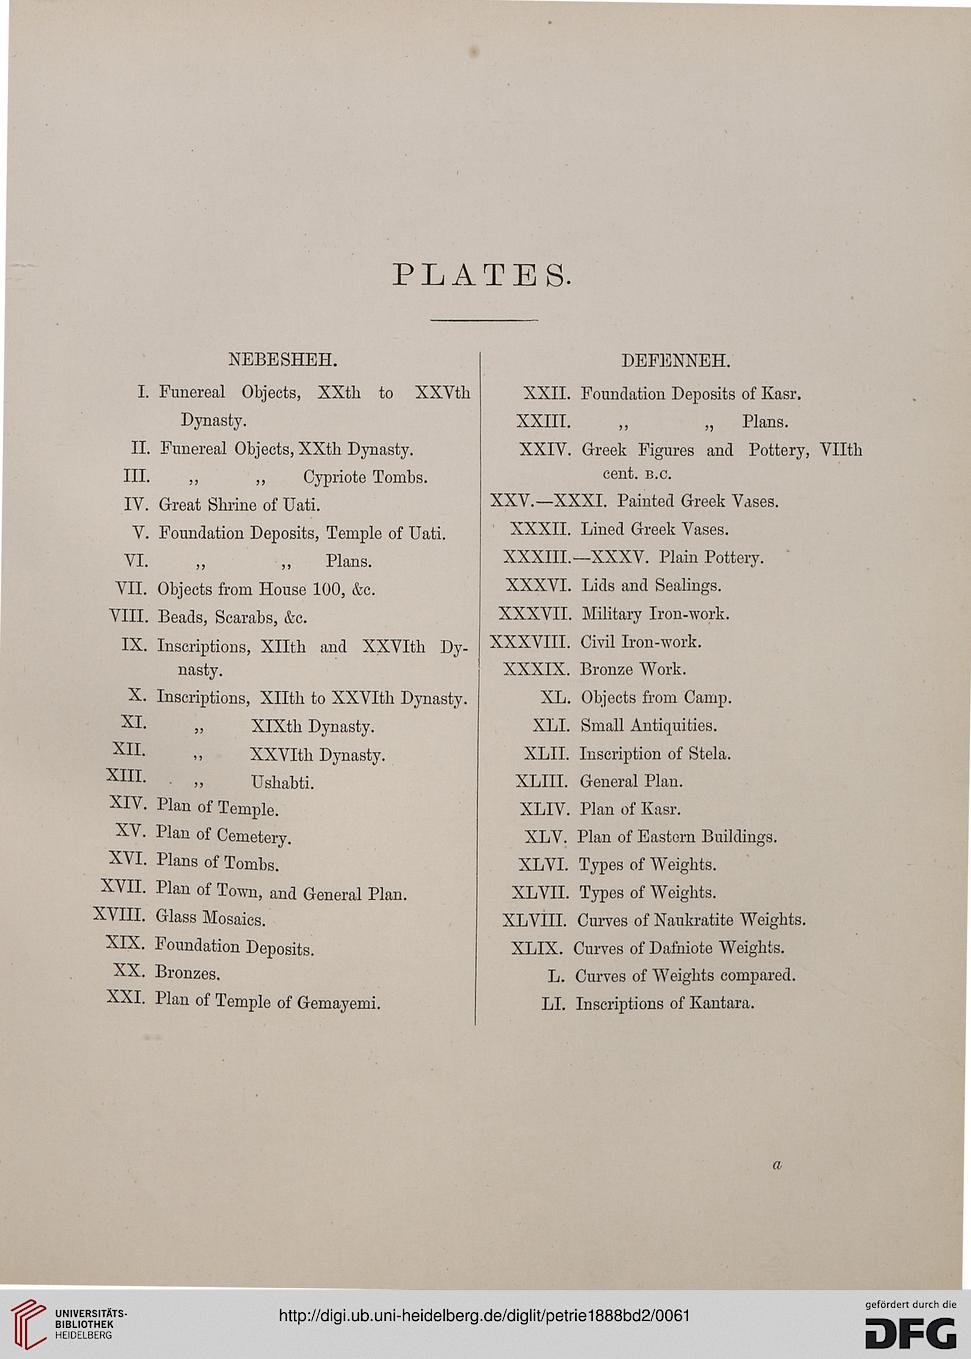 PLATES.
NEBESHEH.
I. Funereal Objects, XXth to XXVth
Dynasty.
II. Funereal Objects, XXth Dynasty.
III. „ „ Cypriote Tombs.
IV. Great Shrine of Uati.
V. Foundation Deposits, Temple of Uati.
VI. „ „ Plans.
VII. Objects from House 100, &c.
VIII. Beads, Scarabs, &c.
IX. Inscriptions, XIIth and XXVIth Dy-
nasty.
X. Inscriptions, XIIth to XXVIth Dynasty.
XI. „ XIXth Dynasty.
XII. „ XXVIth Dynasty.
XIII. „ Ushabti.
XIV. Plan of Temple.
XV. Plan of Cemetery.
XVI. Plans of Tombs.
XVII. Plan of Town, and General Plan.
XVIII. Glass Mosaics.
XIX. Foundation Deposits.
XX. Bronzes.
XXI. Plan of Temple of Gemayemi.
DEFENNEH.
XXII. Foundation Deposits of Kasr.
XXIII. „ „ Plans.
XXIV. Greek Figures and Pottery, VIIth
cent. B.C.
XXV.—XXXI. Painted Greek Vases.
XXXII. Lined Greek Vases.
XXXIII.—XXXV. Plain Pottery.
XXXVI. Lids and Sealings.
XXXVII. Military Iron-work.
XXXVIII. Civil Iron-work.
XXXIX. Bronze Work.
XL. Objects from Camp.
XLI. Small Antiquities.
XLII. Inscription of Stela.
XLIII. General Plan.
XLIV. Plan of Kasr.
XLV. Plan of Eastern Buildings.
XLVI. Types of Weights.
XLVII. Types of Weights.
XLVIII. Curves of Naukratite Weights.
XLIX. Curves of Dafniote Weights.
L. Curves of Weights compared.
LI. Inscriptions of Kantara.
a
UNIVERSITÄTS-
BIBLIOTHEK
HEIDELBERG
http://digi.ub.uni-heidelberg.de/diglit/petrie1888bd2/0061
gefördert durch die
DFG